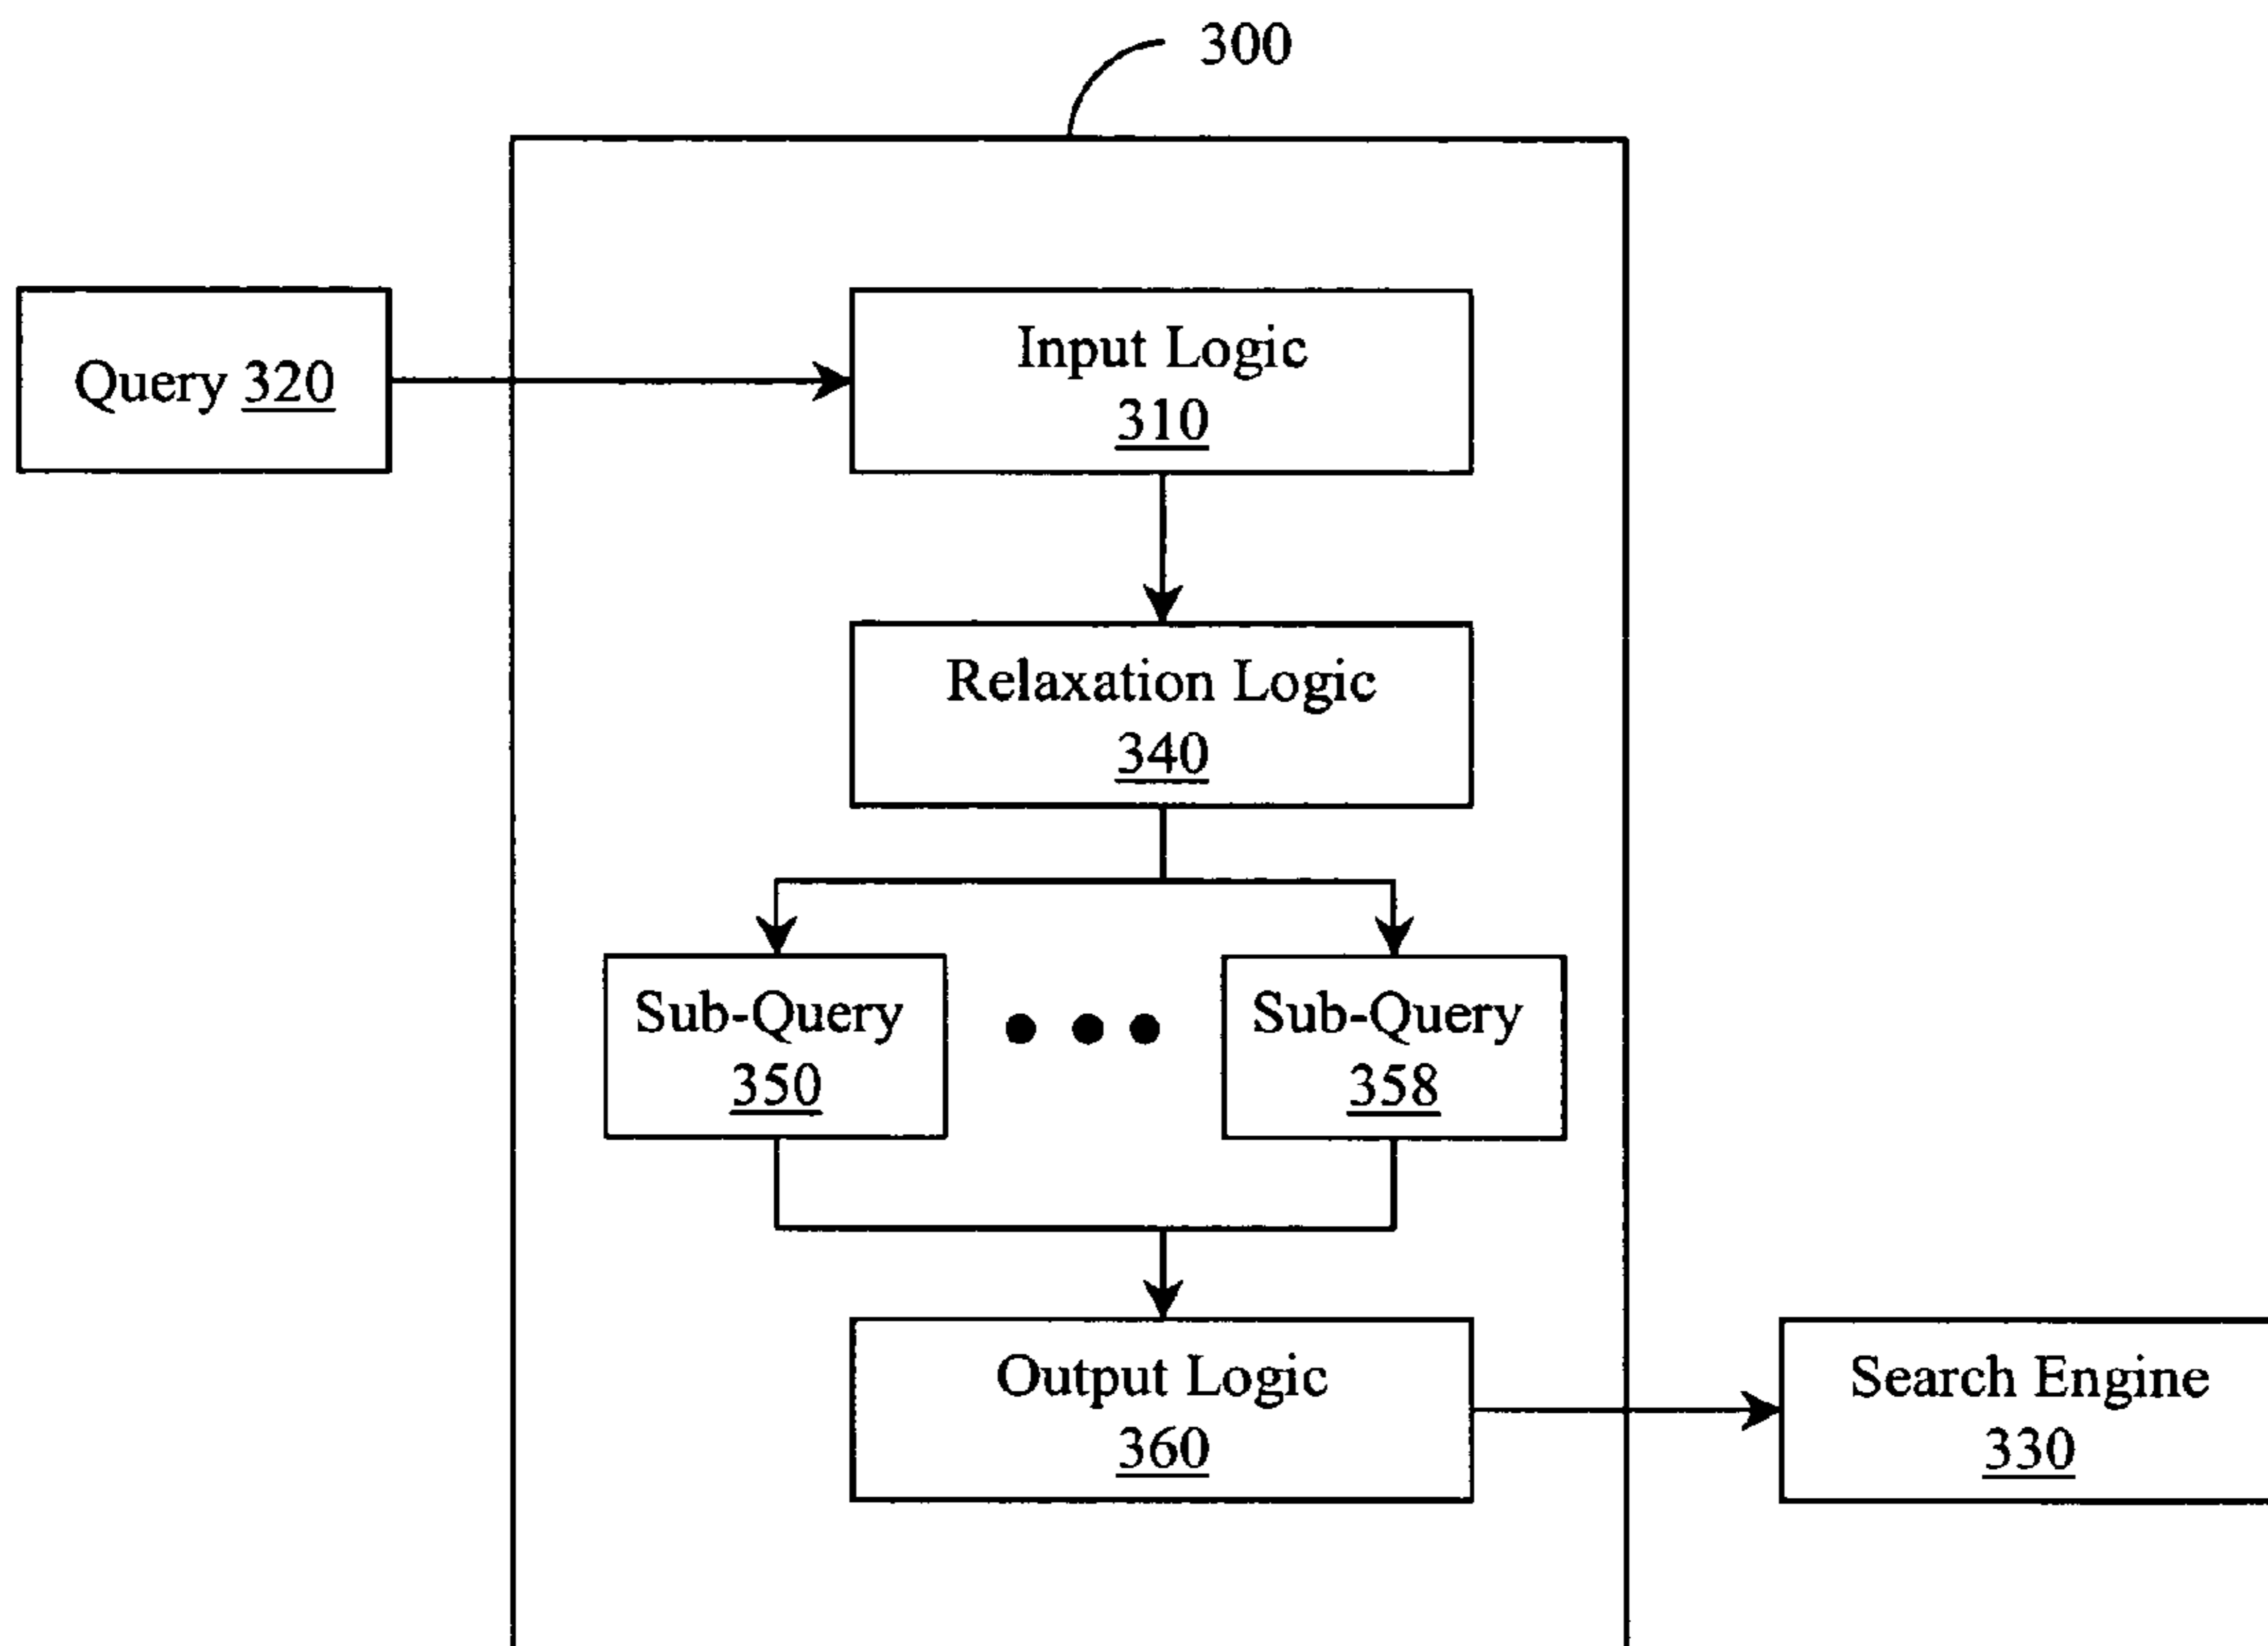 300
Query 320
Input Logic
310
Relaxation Logic
340
Sub-Query
350
Sub-Query
358
Output Logic
360
Search Engine
330